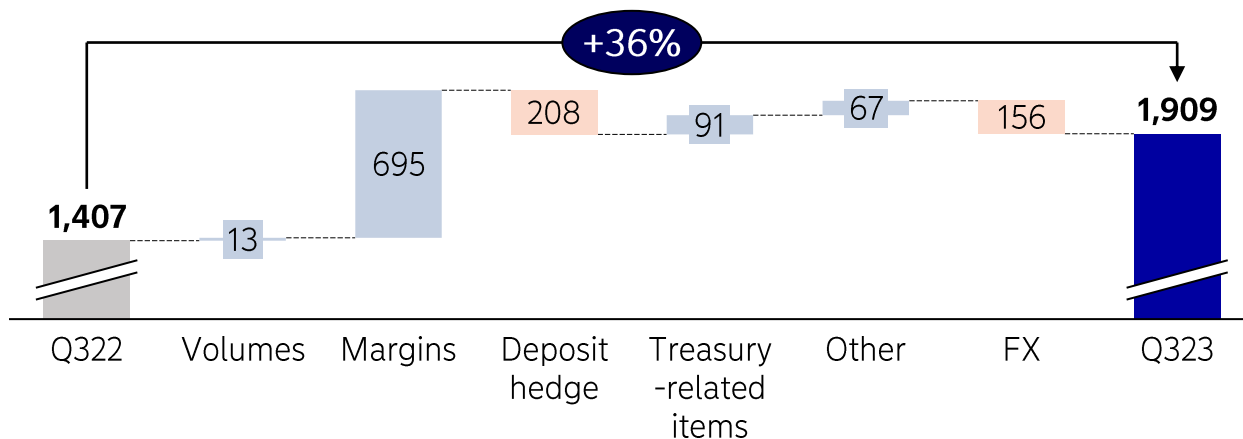 +36%
1,407
13
695
208
91
67
156
1,909
Q322
Volumes
Margins
Deposit
hedge
Treasury
-related
items
Other
FX
Q323